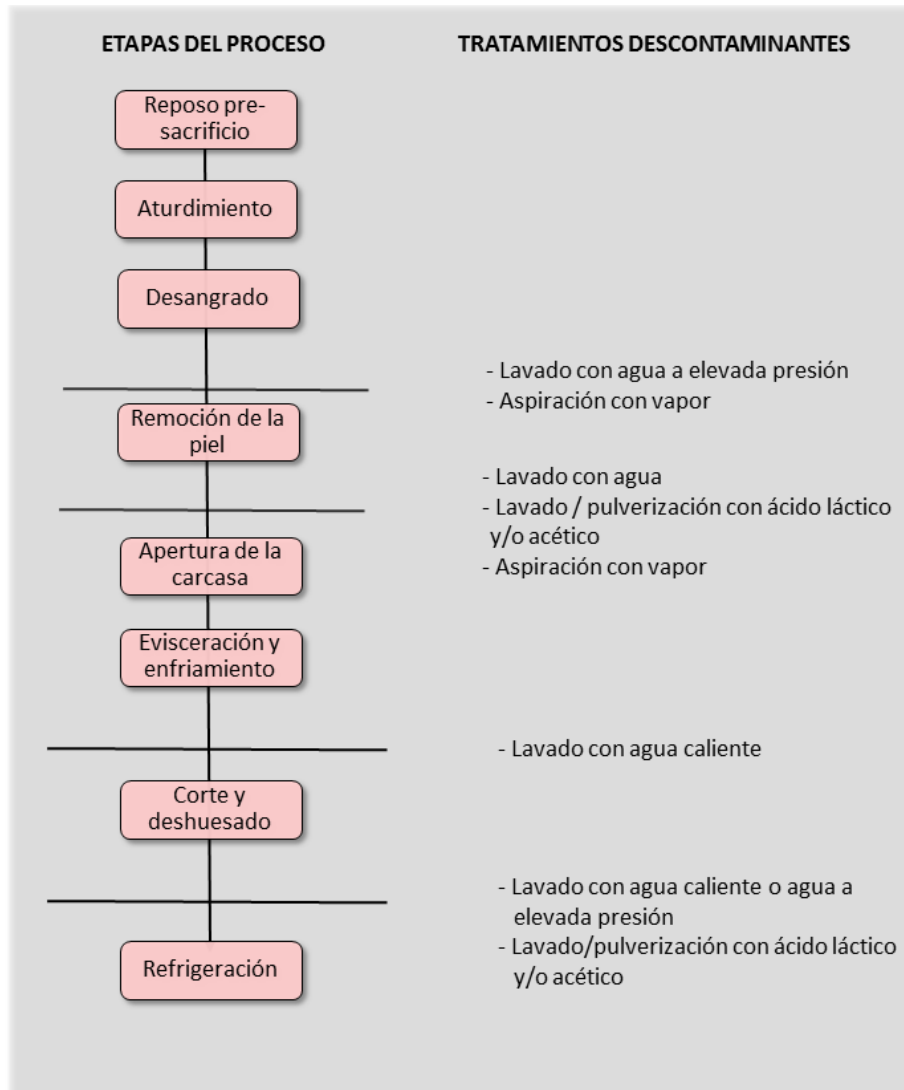 ETAPAS DEL PROCESO
TRATAMIENTOS DESCONTAMINANTES
Reposo pre-
sacrificio
Aturdimiento
Desangrado
- Lavado con agua a elevada presión
- Aspiración con vapor
Remoción de la
piel
- Lavado con agua
- Lavado / pulverización con ácido láctico
y/o acético
- Aspiración con vapor
Apertura de la
carcasa
Evisceración y
enfriamiento
- Lavado con agua caliente
Corte y
deshuesado
- Lavado con agua caliente o agua a
elevada presión
- Lavado/pulverización con ácido láctico
y/o acético
Refrigeración